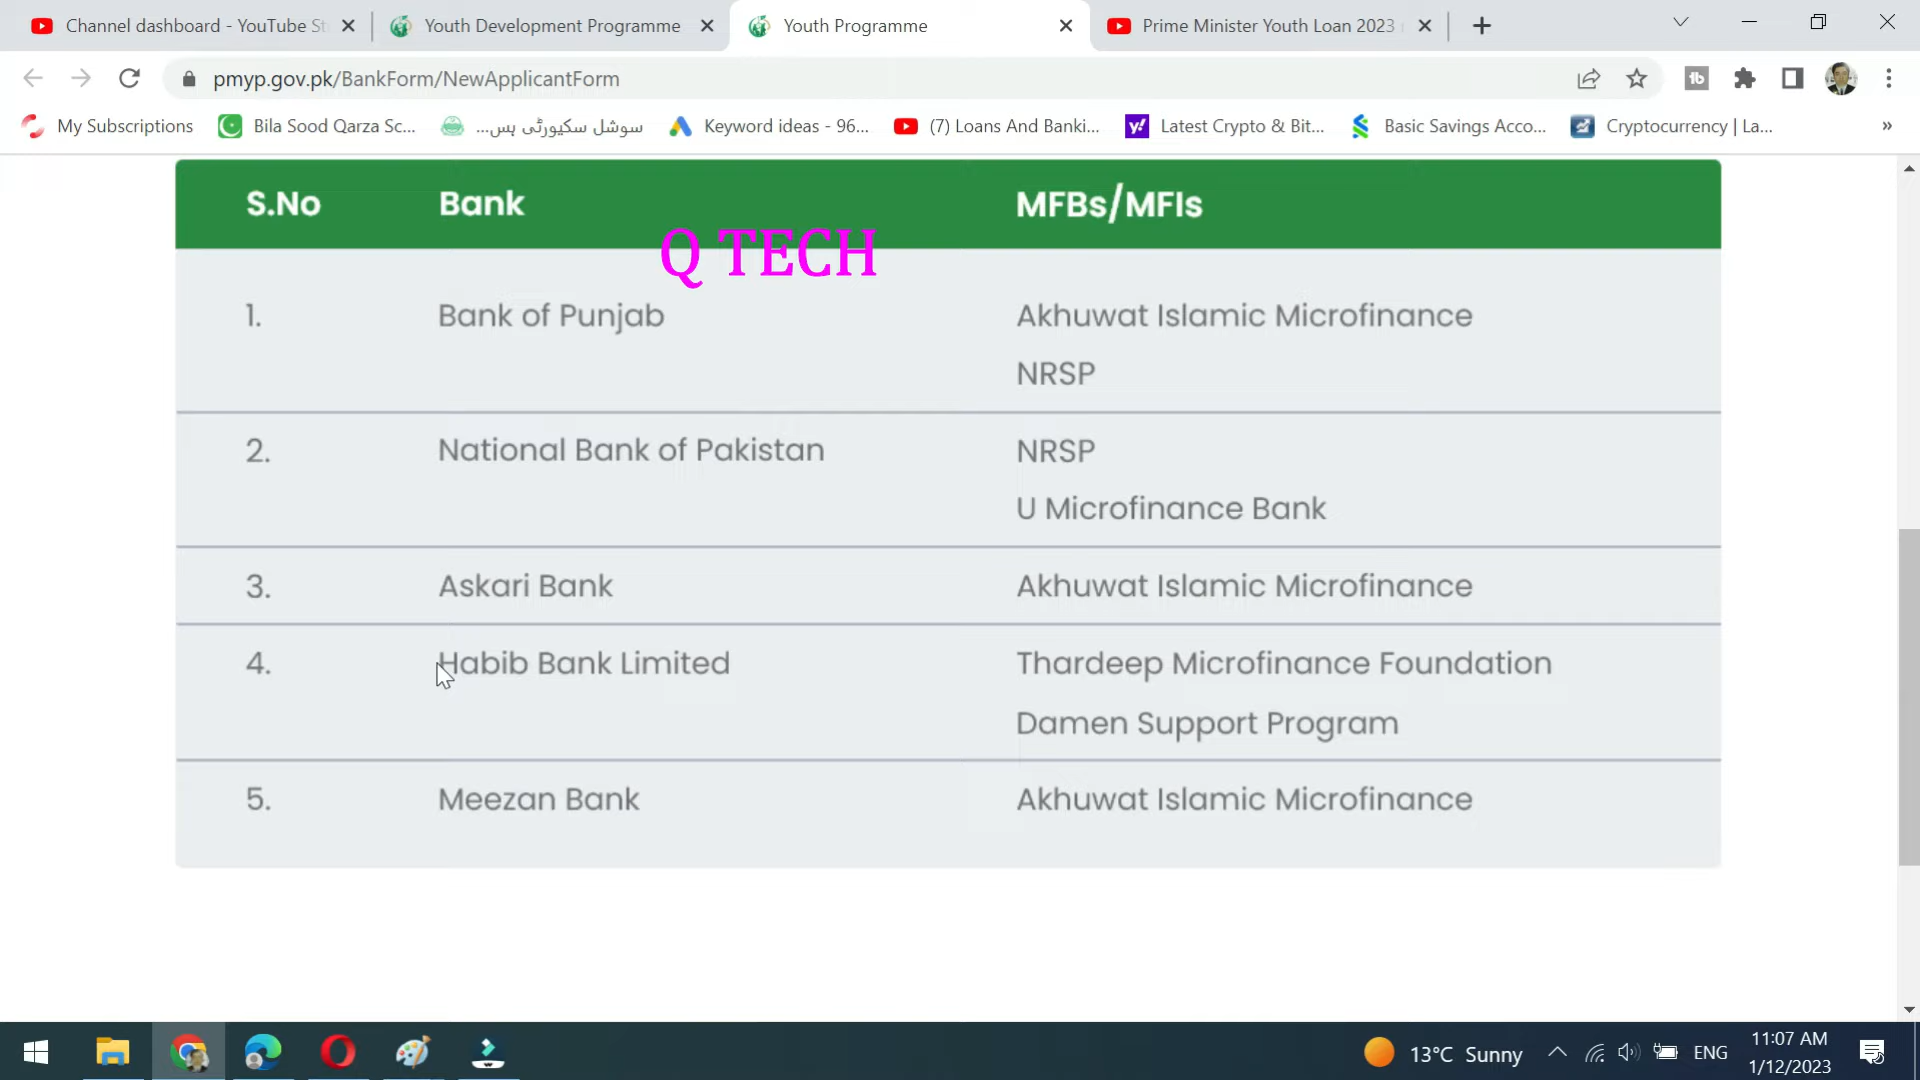 Channel dashboard - YouTube St
Youth Development Programme
Youth Programme
Prime Minister Youth Loan 2023
pmyp.gov.pk/BankForm/NewApplicantForm
My Subscriptions
Bila Sood Qarza Sc...
سوشل سکیورٹی ہس...
Keyword ideas - 96...
(7) Loans And Banki...
Latest Crypto & Bit...
Basic Savings Acco...
Cryptocurrency | La...
S.No Bank MFBs/MFIs
Q TECH
1. Bank of Punjab Akhuwat Islamic Microfinance
NRSP
2. National Bank of Pakistan NRSP
U Microfinance Bank
3. Askari Bank Akhuwat Islamic Microfinance
4. Habib Bank Limited Thardeep Microfinance Foundation
Damen Support Program
5. Meezan Bank Akhuwat Islamic Microfinance
13°C Sunny
ENG
11:07 AM
1/12/2023